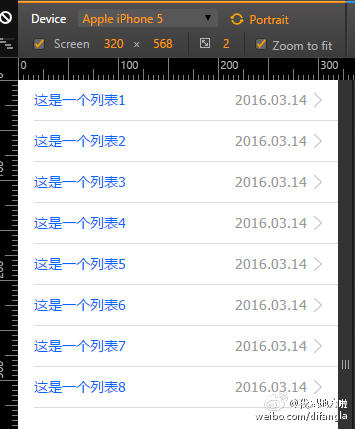 Device Apple iPhone 5 ▼ Portrait
Screen 320 × 568 2 Zoom to fit
0 100 200 300
这是一个列表1 2016.03.14
这是一个列表2 2016.03.14
这是一个列表3 2016.03.14
这是一个列表4 2016.03.14
这是一个列表5 2016.03.14
这是一个列表6 2016.03.14
这是一个列表7 2016.03.14
这是一个列表8 2016.03.14
weibo.com/difangla